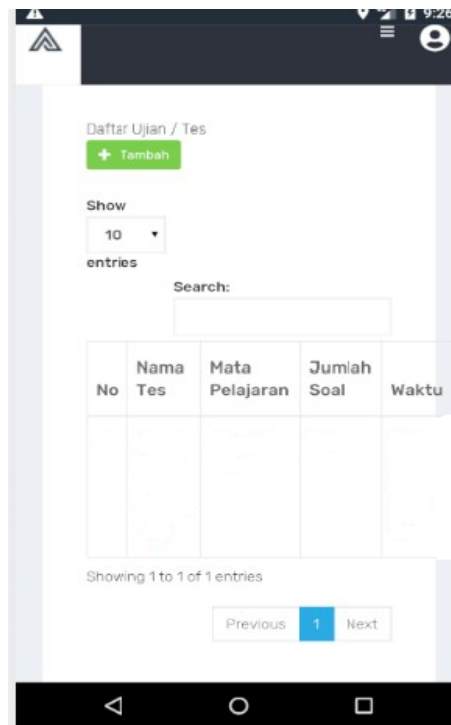 9:26
Daftar Ujian / Tes
+ Tambah
Show
10
entries
Search:
No Nama Tes Mata Pelajaran Jumlah Soal Waktu
Showing 1 to 1 of 1 entries
Previous 1 Next